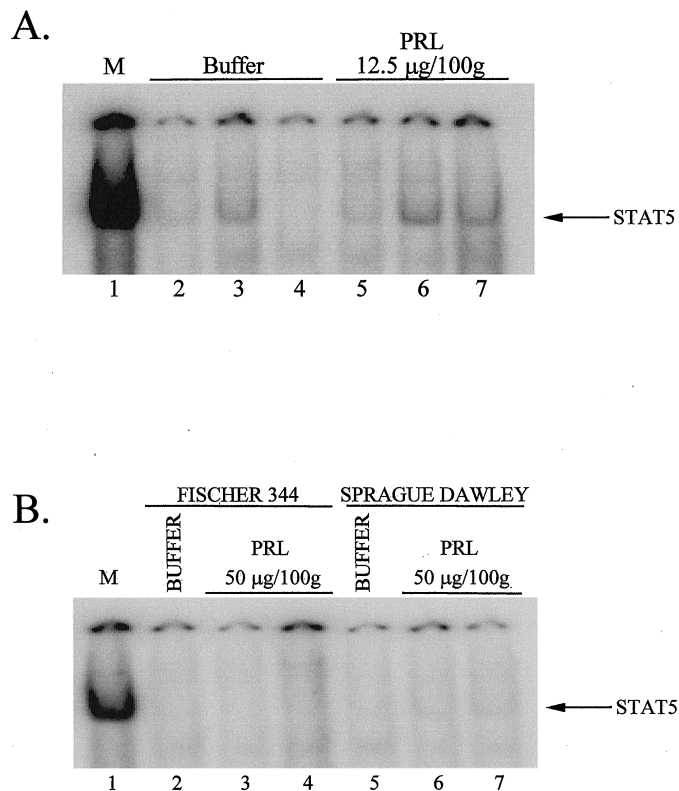 A.
PRL
M Buffer 12.5 µg/100g
STAT5
1 2 3 4 5 6 7
B.
FISCHER 344 SPRAGUE DAWLEY
BUFFER PRL BUFFER PRL
M 50 µg/100g 50 µg/100g
STAT5
1 2 3 4 5 6 7